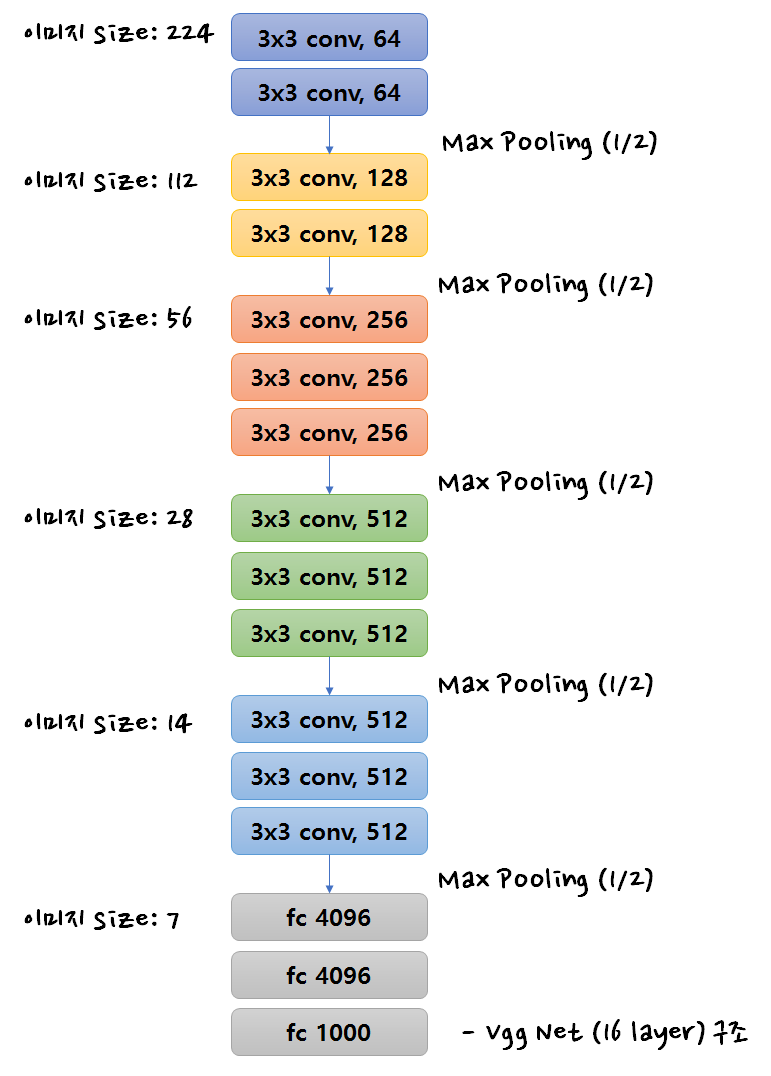 이미지 Size: 224
3x3 conv, 64
3x3 conv, 64
Max Pooling (1/2)
이미지 Size: 112
3x3 conv, 128
3x3 conv, 128
Max Pooling (1/2)
이미지 Size: 56
3x3 conv, 256
3x3 conv, 256
3x3 conv, 256
Max Pooling (1/2)
이미지 Size: 28
3x3 conv, 512
3x3 conv, 512
3x3 conv, 512
Max Pooling (1/2)
이미지 Size: 14
3x3 conv, 512
3x3 conv, 512
3x3 conv, 512
Max Pooling (1/2)
이미지 Size: 7
fc 4096
fc 4096
fc 1000
- Vgg Net (16 layer) 구조